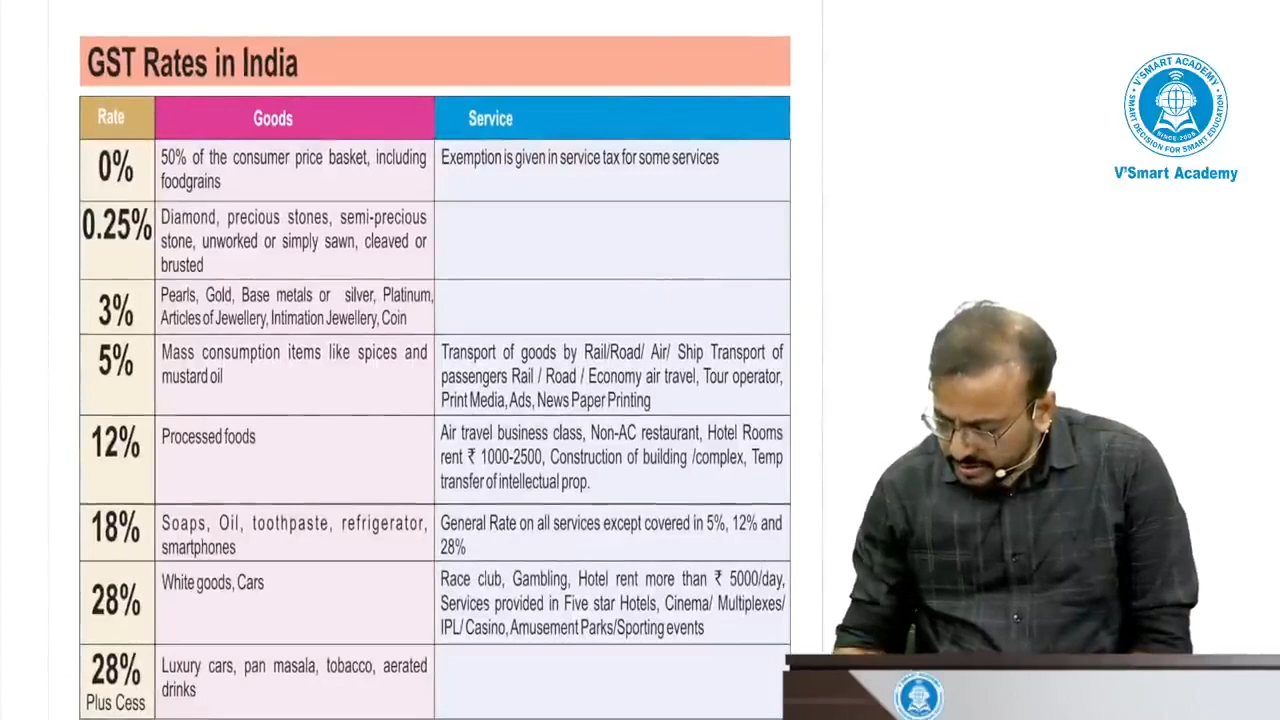 GST Rates in India
Rate
Goods
Service
0%
50% of the consumer price basket, including
foodgrains
Exemption is given in service tax for some services
0.25%
Diamond, precious stones, semi-precious
stone, unworked or simply sawn, cleaved or
brusted
3%
Pearls, Gold, Base metals or silver, Platinum,
Articles of Jewellery, Intimation Jewellery, Coin
5%
Mass consumption items like spices and
mustard oil
Transport of goods by Rail/Road/ Air/ Ship Transport of
passengers Rail / Road / Economy air travel, Tour operator,
Print Media, Ads, News Paper Printing
12%
Processed foods
Air travel business class, Non-AC restaurant, Hotel Rooms
rent ₹ 1000-2500, Construction of building /complex, Temp
transfer of intellectual prop.
18%
Soaps, Oil, toothpaste, refrigerator,
smartphones
General Rate on all services except covered in 5%, 12% and
28%
28%
White goods, Cars
Race club, Gambling, Hotel rent more than ₹ 5000/day,
Services provided in Five star Hotels, Cinema/ Multiplexes/
IPL/ Casino, Amusement Parks/Sporting events
28%
Plus Cess
Luxury cars, pan masala, tobacco, aerated
drinks
V'SMART ACADEMY
SMART DECISION FOR SMART EDUCATION
SINCE 2006
V'Smart Academy